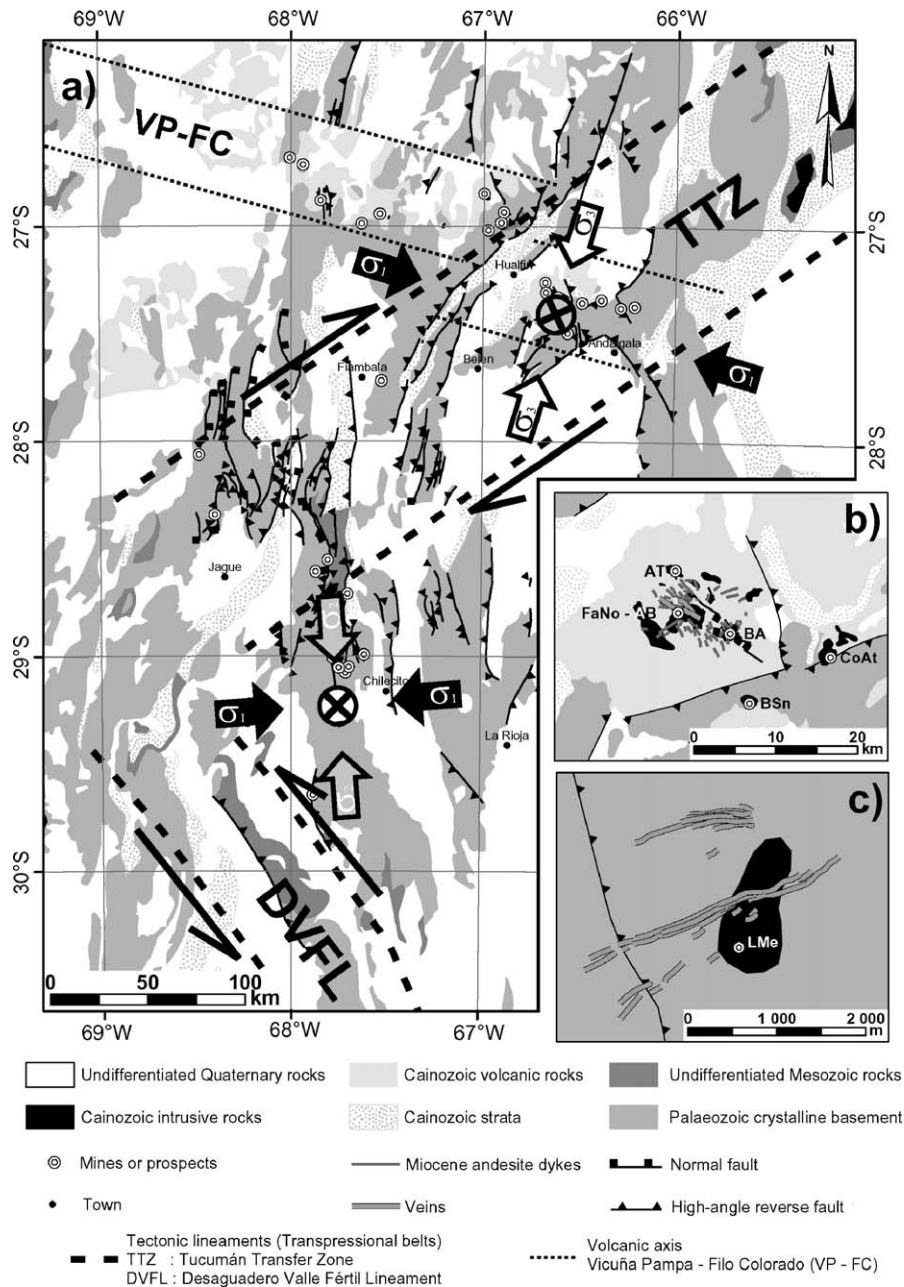 69°W 68°W 67°W 66°W
a)
N
VP-FC
27°S 27°S
TTZ
σ3
σ1
Hualfin
Andalgala
Belen
Fiambala
σ1
σ3
28°S 28°S
b)
Jague
AT
FaNo - AB
BA
CoAt
BSn
0 10 20
km
29°S
Chilecito
σ1 σ1
La Rioja
c)
LMe
30°S
DVFL
0 50 100
km
0 1 000 2 000
m
69°W 68°W 67°W
Undifferentiated Quaternary rocks Cainozoic volcanic rocks Undifferentiated Mesozoic rocks
Cainozoic intrusive rocks Cainozoic strata Palaeozoic crystalline basement
Mines or prospects Miocene andesite dykes Normal fault
Town Veins High-angle reverse fault
Tectonic lineaments (Transpressional belts)
TTZ : Tucumán Transfer Zone
DVFL : Desaguadero Valle Fértil Lineament
Volcanic axis
Vicuña Pampa - Filo Colorado (VP - FC)